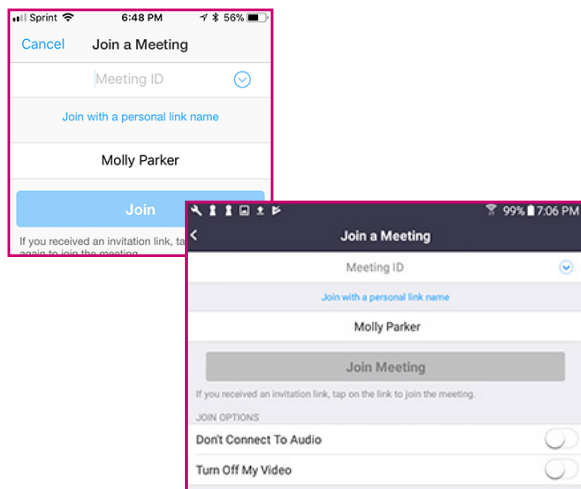 Sprint 6:48 PM 56%
Cancel Join a Meeting
Meeting ID
Join with a personal link name
Molly Parker
Join
If you received an invitation link, ta
again to join the meeting
99% 7:06 PM
Join a Meeting
Meeting ID
Join with a personal link name
Molly Parker
Join Meeting
If you received an invitation link, tap on the link to join the meeting.
JOIN OPTIONS
Don't Connect To Audio
Turn Off My Video